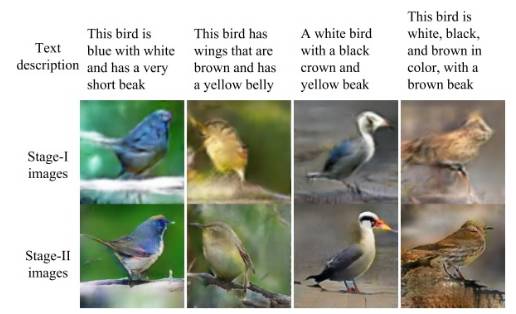 Text
description
This bird is
blue with white
and has a very
short beak
This bird has
wings that are
brown and has
a yellow belly
A white bird
with a black
crown and
yellow beak
This bird is
white, black,
and brown in
color, with a
brown beak
Stage-I
images
Stage-II
images